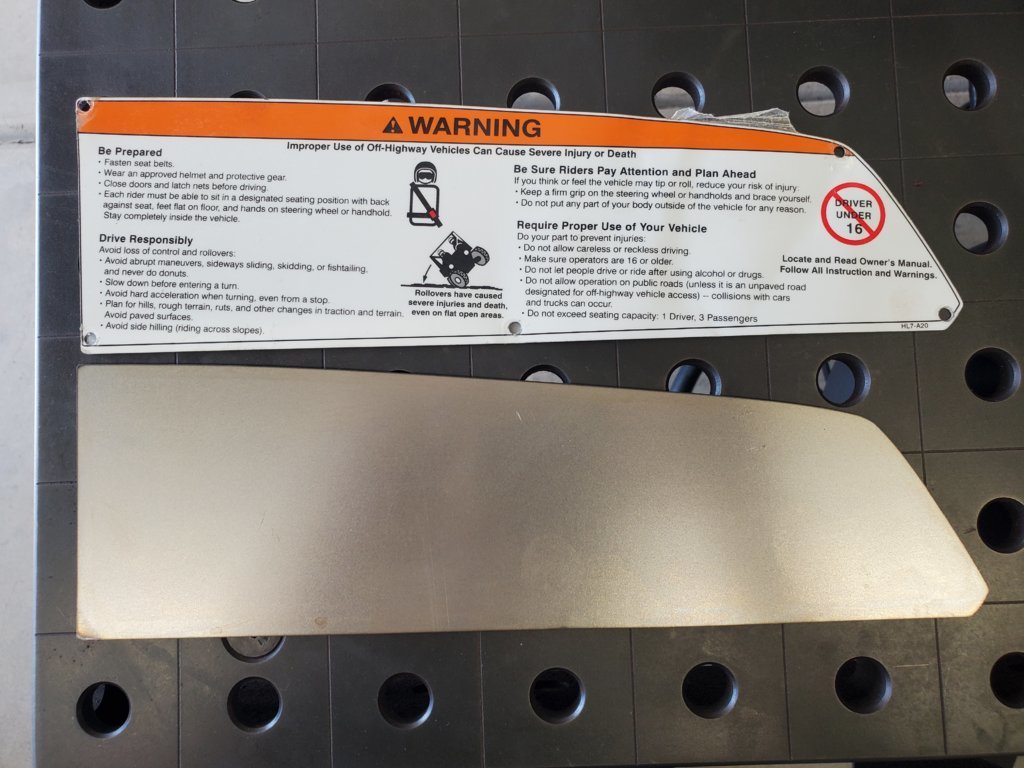 WARNING
Improper Use of Off-Highway Vehicles Can Cause Severe Injury or Death
Be Prepared
• Fasten seat belts.
• Wear an approved helmet and protective gear.
• Close doors and latch nets before driving.
• Each rider must be able to sit in a designated seating position with back
against seat, feet flat on floor, and hands on steering wheel or handhold.
Stay completely inside the vehicle.
Drive Responsibly
Avoid loss of control and rollovers:
• Avoid abrupt maneuvers, sideways sliding, skidding, or fishtailing,
and never do donuts.
• Slow down before entering a turn.
• Avoid hard acceleration when turning, even from a stop.
• Plan for hills, rough terrain, ruts, and other changes in traction and terrain.
Avoid paved surfaces.
• Avoid side hilling (riding across slopes).
Rollovers have caused
severe injuries and death,
even on flat open areas.
Be Sure Riders Pay Attention and Plan Ahead
If you think or feel the vehicle may tip or roll, reduce your risk of injury:
• Keep a firm grip on the steering wheel or handholds and brace yourself.
• Do not put any part of your body outside of the vehicle for any reason.
Require Proper Use of Your Vehicle
Do your part to prevent injuries:
• Do not allow careless or reckless driving.
• Make sure operators are 16 or older.
• Do not let people drive or ride after using alcohol or drugs.
• Do not allow operation on public roads (unless it is an unpaved road
designated for off-highway vehicle access) – collisions with cars
and trucks can occur.
• Do not exceed seating capacity: 1 Driver, 3 Passengers
DRIVER
UNDER
16
Locate and Read Owner's Manual.
Follow All Instruction and Warnings.
HL7-A20